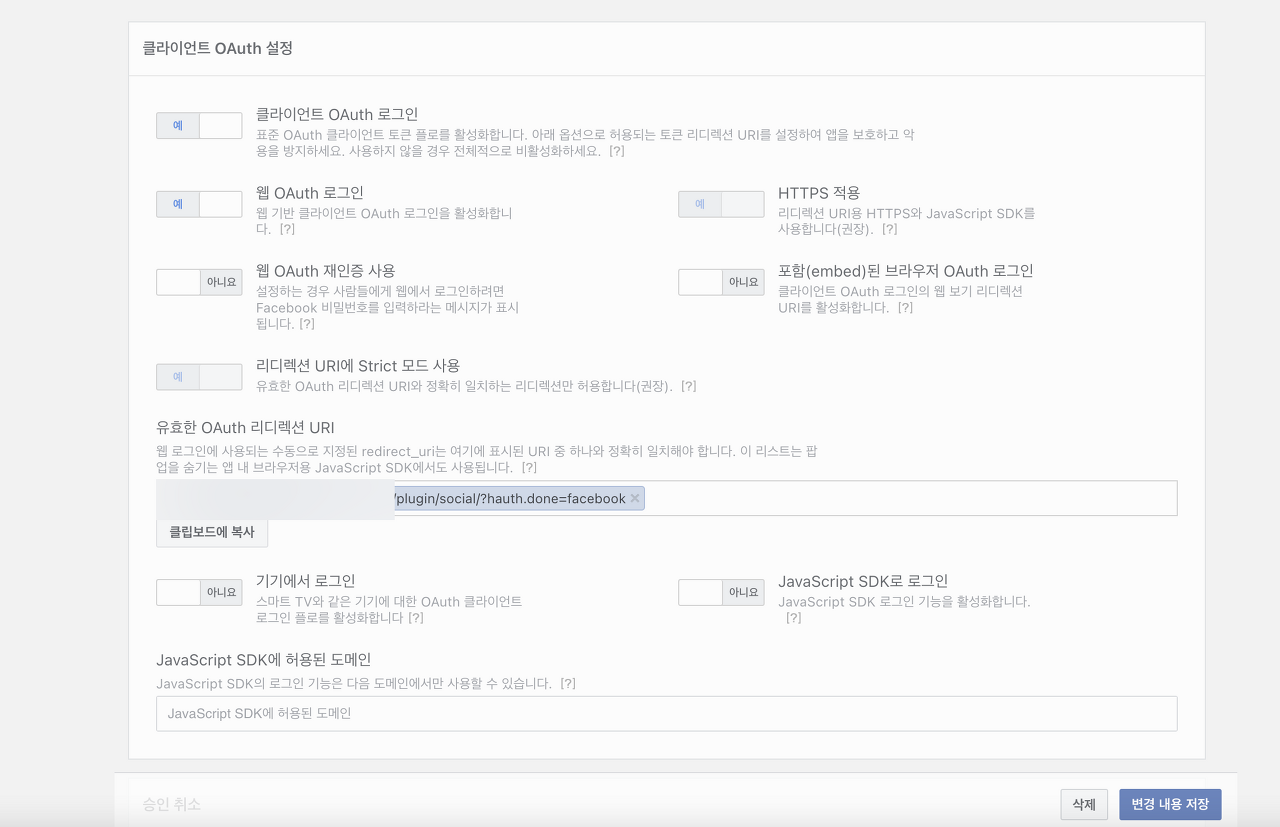 클라이언트 OAuth 설정
예
클라이언트 OAuth 로그인
표준 OAuth 클라이언트 토큰 플로를 활성화합니다. 아래 옵션으로 허용되는 토큰 리디렉션 URI를 설정하여 앱을 보호하고 악
용을 방지하세요. 사용하지 않을 경우 전체적으로 비활성화하세요. [?]
예
웹 OAuth 로그인
웹 기반 클라이언트 OAuth 로그인을 활성화합니
다. [?]
예
HTTPS 적용
리디렉션 URI용 HTTPS와 JavaScript SDK를
사용합니다(권장). [?]
아니요
웹 OAuth 재인증 사용
설정하는 경우 사람들에게 웹에서 로그인하려면
Facebook 비밀번호를 입력하라는 메시지가 표시
됩니다. [?]
아니요
포함(embed)된 브라우저 OAuth 로그인
클라이언트 OAuth 로그인의 웹 보기 리디렉션
URI를 활성화합니다. [?]
예
리디렉션 URI에 Strict 모드 사용
유효한 OAuth 리디렉션 URI와 정확히 일치하는 리디렉션만 허용합니다(권장). [?]
유효한 OAuth 리디렉션 URI
웹 로그인에 사용되는 수동으로 지정된 redirect_uri는 여기에 표시된 URI 중 하나와 정확히 일치해야 합니다. 이 리스트는 팝
업을 숨기는 앱 내 브라우저용 JavaScript SDK에서도 사용됩니다. [?]
/plugin/social/?hauth.done=facebook
클립보드에 복사
아니요
기기에서 로그인
스마트 TV와 같은 기기에 대한 OAuth 클라이언트
로그인 플로를 활성화합니다 [?]
아니요
JavaScript SDK로 로그인
JavaScript SDK 로그인 기능을 활성화합니다.
[?]
JavaScript SDK에 허용된 도메인
JavaScript SDK의 로그인 기능은 다음 도메인에서만 사용할 수 있습니다. [?]
JavaScript SDK에 허용된 도메인
승인 취소
삭제
변경 내용 저장